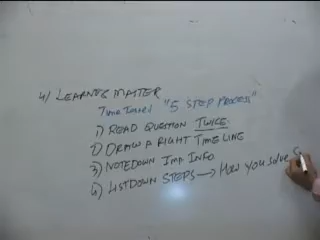 4/ LEARNER MATTER
Time Tested "5 STEP PROCESS"
1) READ QUESTION TWICE
2) DRAW A RIGHT TIME LINE
3) NOTEDOWN Imp. INFO
4) LISTDOWN STEPS → HOW YOU SOLVE